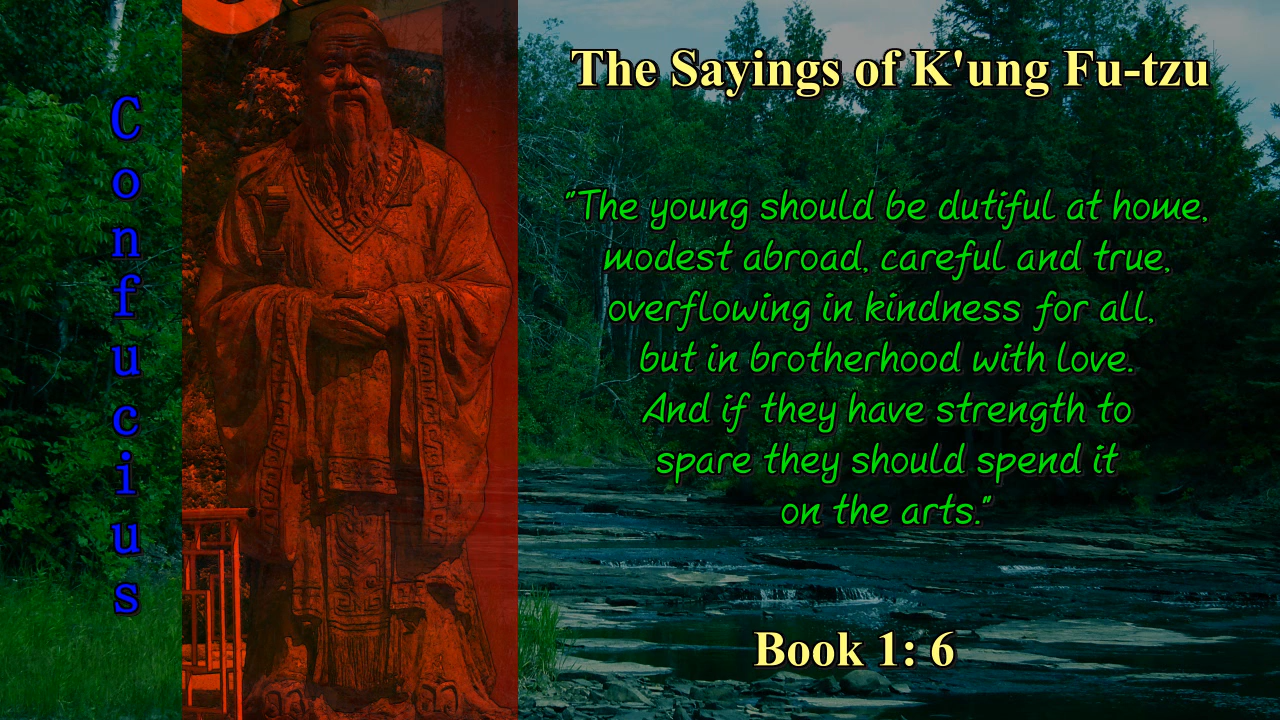 Confucius
The Sayings of K'ung Fu-tzu
"The young should be dutiful at home,
modest abroad, careful and true,
overflowing in kindness for all,
but in brotherhood with love.
And if they have strength to
spare they should spend it
on the arts."
Book 1: 6